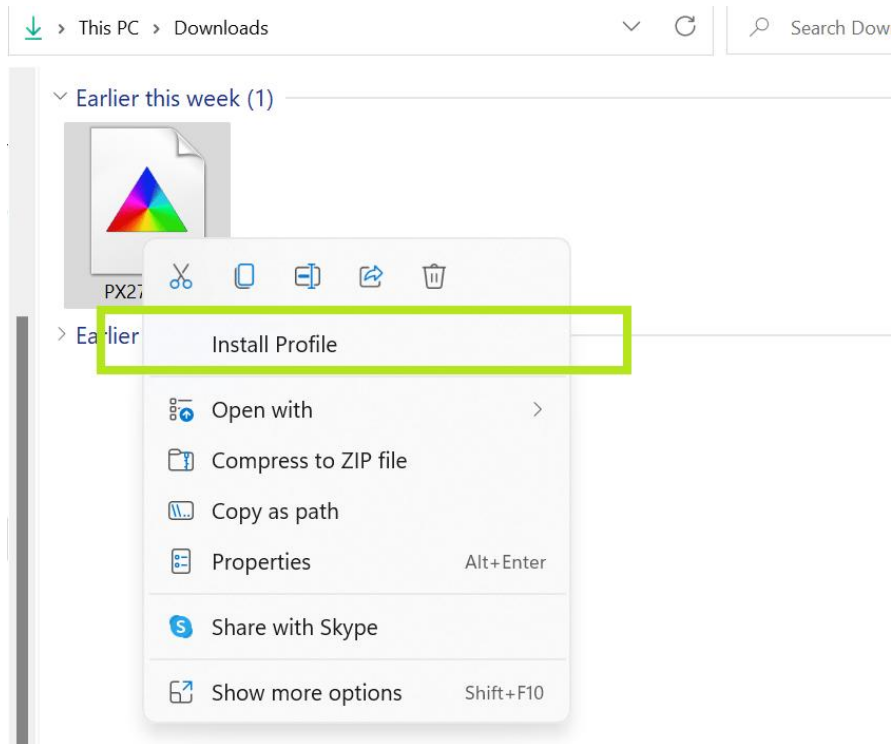 This PC > Downloads
Search Dow
Earlier this week (1)
PX27
Earlier
Install Profile
Open with
Compress to ZIP file
Copy as path
Properties Alt+Enter
Share with Skype
Show more options Shift+F10